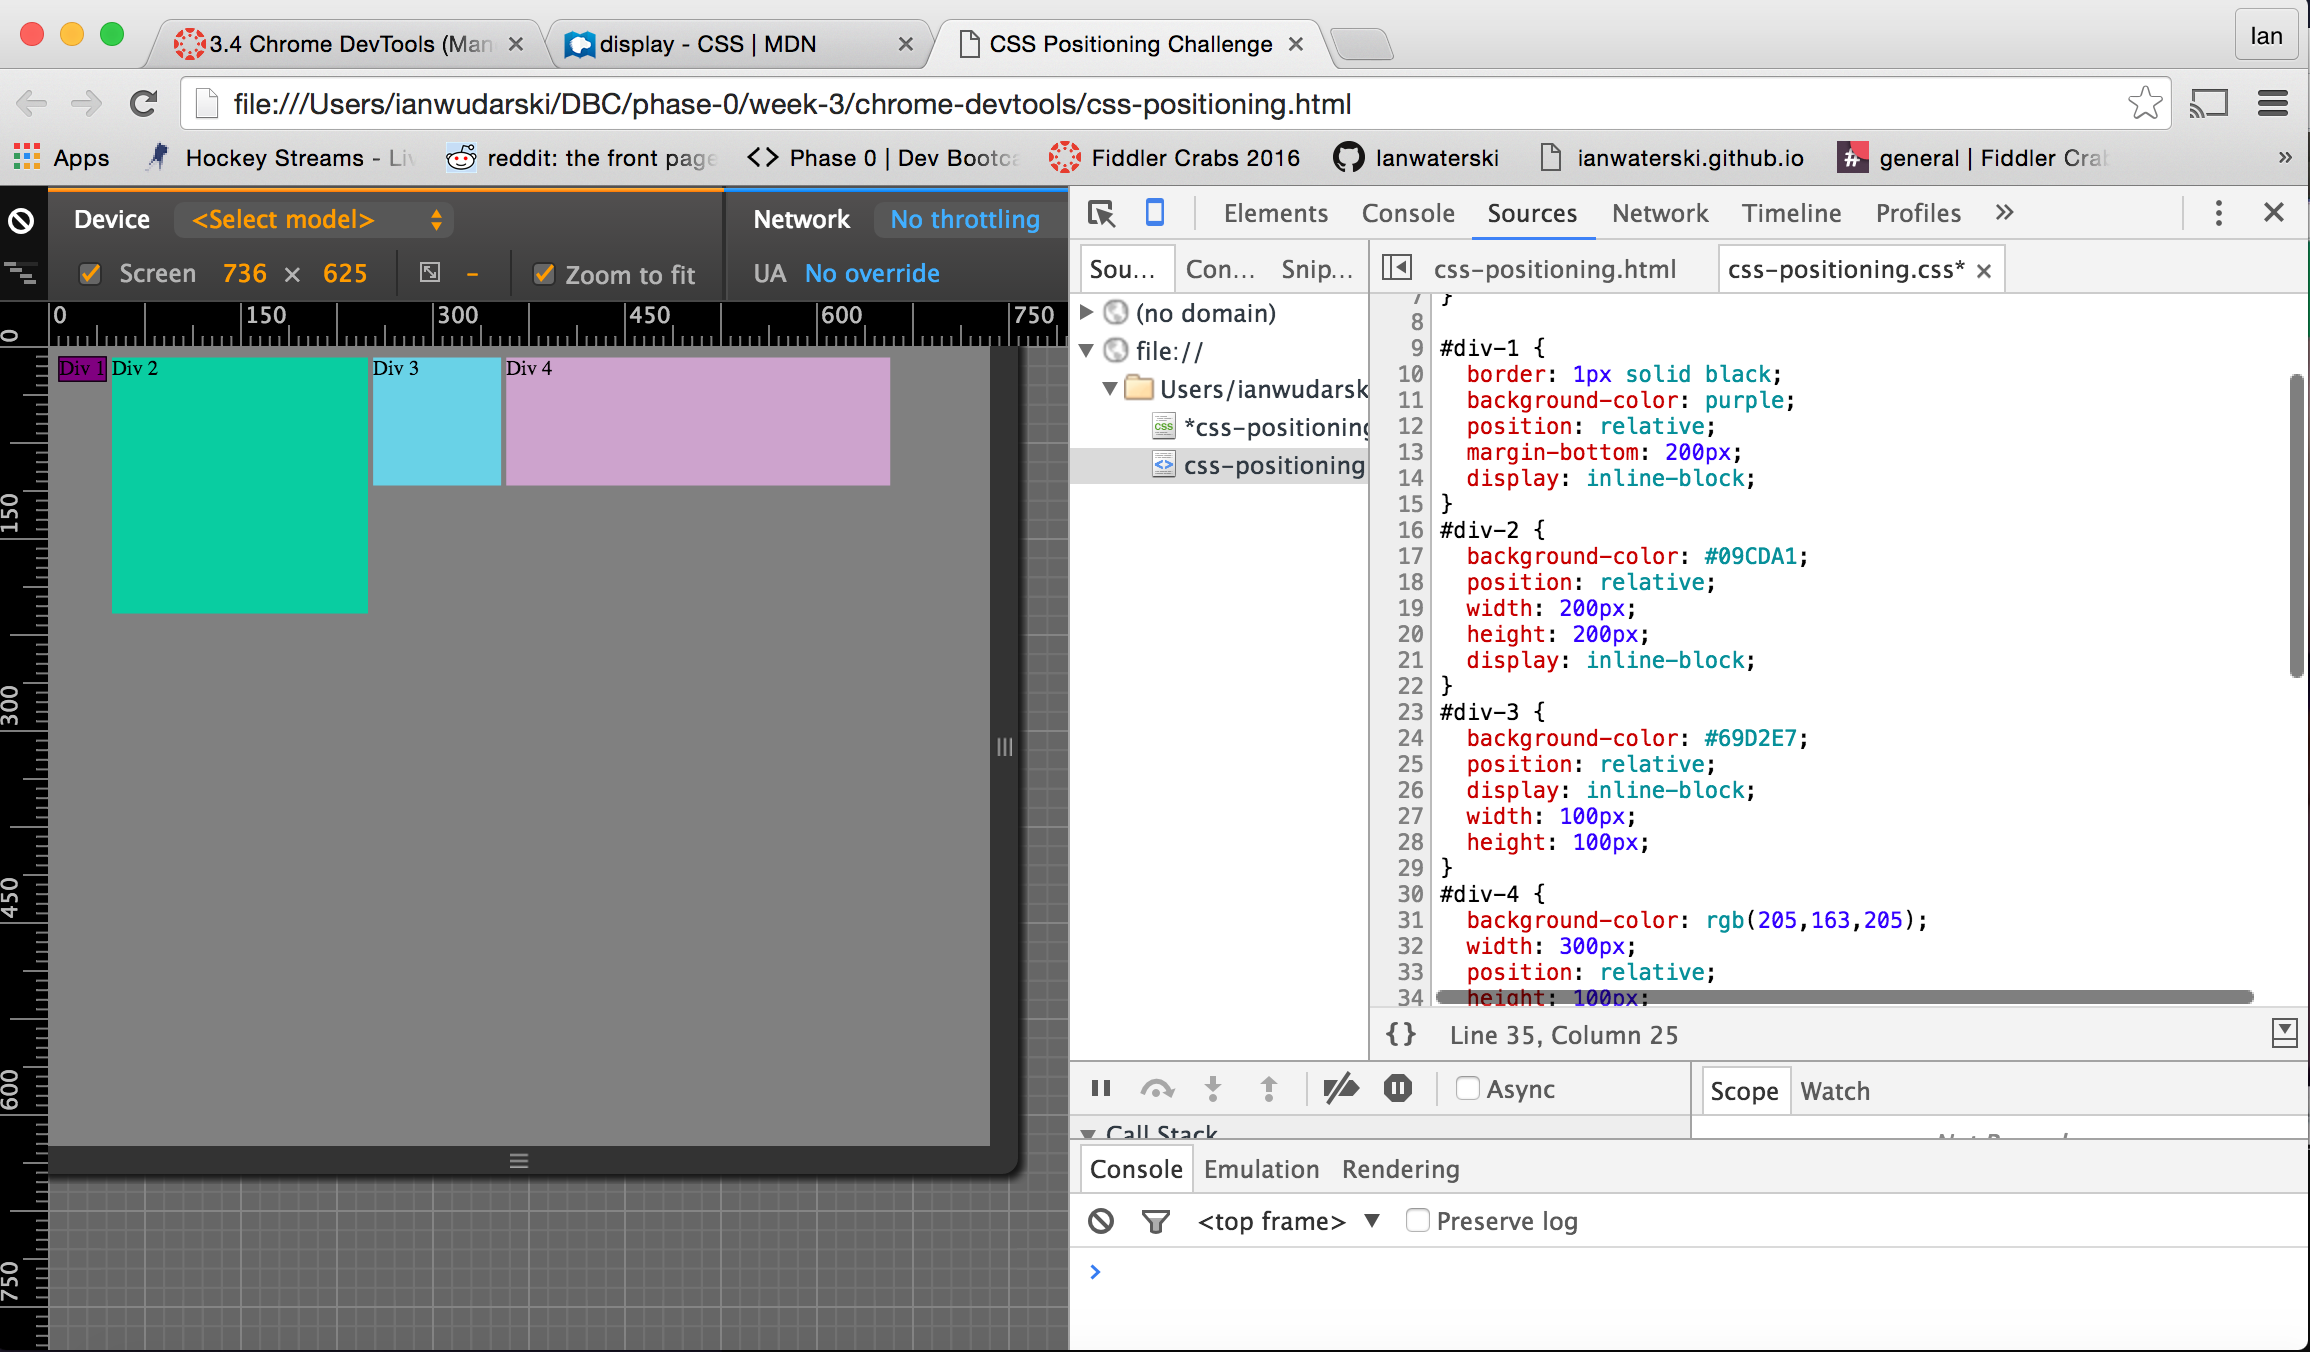 3.4 Chrome DevTools (Man
display - CSS | MDN
CSS Positioning Challenge
Ian
file:///Users/ianwudarski/DBC/phase-0/week-3/chrome-devtools/css-positioning.html
Apps
Hockey Streams - Liv
reddit: the front page
<> Phase 0 | Dev Bootca
Fiddler Crabs 2016
Ianwaterski
ianwaterski.github.io
# general | Fiddler Crab
»
Device <Select model>
Network No throttling
Screen 736 × 625 –
Zoom to fit
UA No override
0 150 300 450 600 750
0
150
300
450
600
750
Div 1
Div 2
Div 3
Div 4
Elements Console Sources Network Timeline Profiles »
Sou... Con... Snip...
css-positioning.html
css-positioning.css* ×
(no domain)
file://
Users/ianwudarsk
*css-positioning
css-positioning
7 }
8
9 #div-1 {
10 border: 1px solid black;
11 background-color: purple;
12 position: relative;
13 margin-bottom: 200px;
14 display: inline-block;
15 }
16 #div-2 {
17 background-color: #09CDA1;
18 position: relative;
19 width: 200px;
20 height: 200px;
21 display: inline-block;
22 }
23 #div-3 {
24 background-color: #69D2E7;
25 position: relative;
26 display: inline-block;
27 width: 100px;
28 height: 100px;
29 }
30 #div-4 {
31 background-color: rgb(205,163,205);
32 width: 300px;
33 position: relative;
34 height: 100px;
{} Line 35, Column 25
Async
Scope Watch
Call Stack
Console Emulation Rendering
<top frame> ▼
Preserve log
>